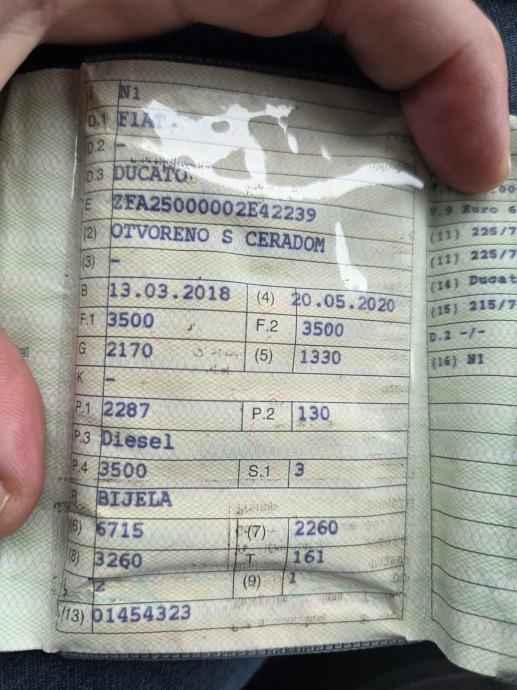 J N1
D.1 FIAT
D.2 -
D.3 DUCATO
E ZFA25000002E42239
(2) OTVORENO S CERADOM
(3) -
B 13.03.2018 (4) 20.05.2020
F.1 3500 F.2 3500
G 2170 (5) 1330
K -
P.1 2287 P.2 130
P.3 Diesel
P.4 3500 S.1 3
R BIJELA
(6) 6715 (7) 2260
(8) 3260 T 161
L 2 (9) 1
(13) 01454323
V.9 Euro 6
(11) 225/7
(11) 225/7
(14) Ducat
(15) 215/7
D.2 -/-
(16) N1